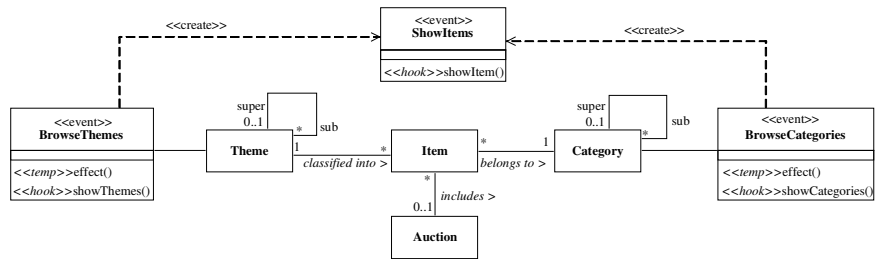 <<event>>
ShowItems
<<hook>>showItem()
<<create>>
<<create>>
<<event>>
BrowseThemes
<<temp>>effect()
<<hook>>showThemes()
super
0..1
*
sub
Theme
1
*
classified into >
Item
*
1
belongs to >
super
0..1
*
sub
Category
<<event>>
BrowseCategories
<<temp>>effect()
<<hook>>showCategories()
*
includes >
0..1
Auction